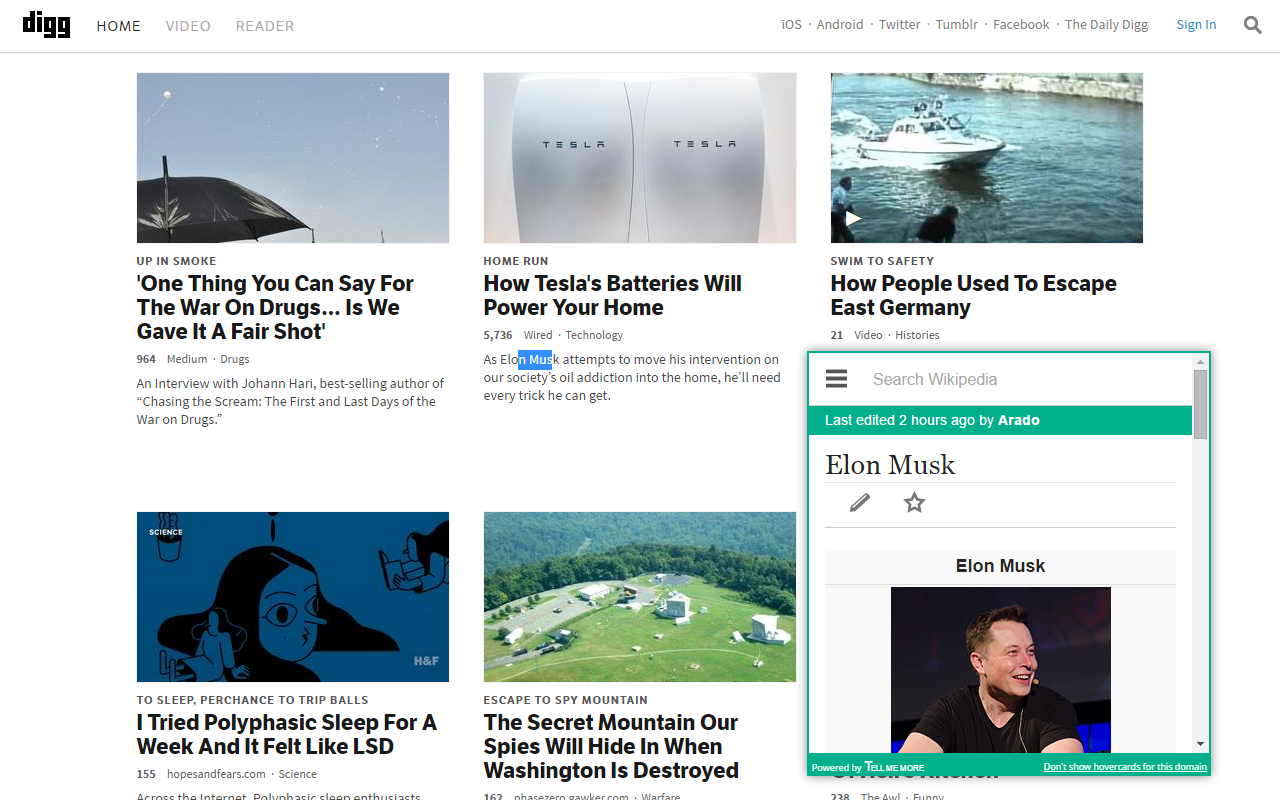 digg HOME VIDEO READER iOS · Android · Twitter · Tumblr · Facebook · The Daily Digg Sign In
UP IN SMOKE
'One Thing You Can Say For
The War On Drugs... Is We
Gave It A Fair Shot'
964 Medium · Drugs
An Interview with Johann Hari, best-selling author of
“Chasing the Scream: The First and Last Days of the
War on Drugs.”
TESLA TESLA
HOME RUN
How Tesla's Batteries Will
Power Your Home
5,736 Wired · Technology
As Elon Musk attempts to move his intervention on
our society’s oil addiction into the home, he’ll need
every trick he can get.
SWIM TO SAFETY
How People Used To Escape
East Germany
21 Video · Histories
Search Wikipedia
Last edited 2 hours ago by Arado
Elon Musk
Elon Musk
Powered by TELL ME MORE Don't show hovercards for this domain
SCIENCE
H&F
TO SLEEP, PERCHANCE TO TRIP BALLS
I Tried Polyphasic Sleep For A
Week And It Felt Like LSD
155 hopesandfears.com · Science
Across the Internet, Polyphasic sleep enthusiasts
ESCAPE TO SPY MOUNTAIN
The Secret Mountain Our
Spies Will Hide In When
Washington Is Destroyed
162 phasezero.gawker.com · Warfare
238 The Awl · Funny